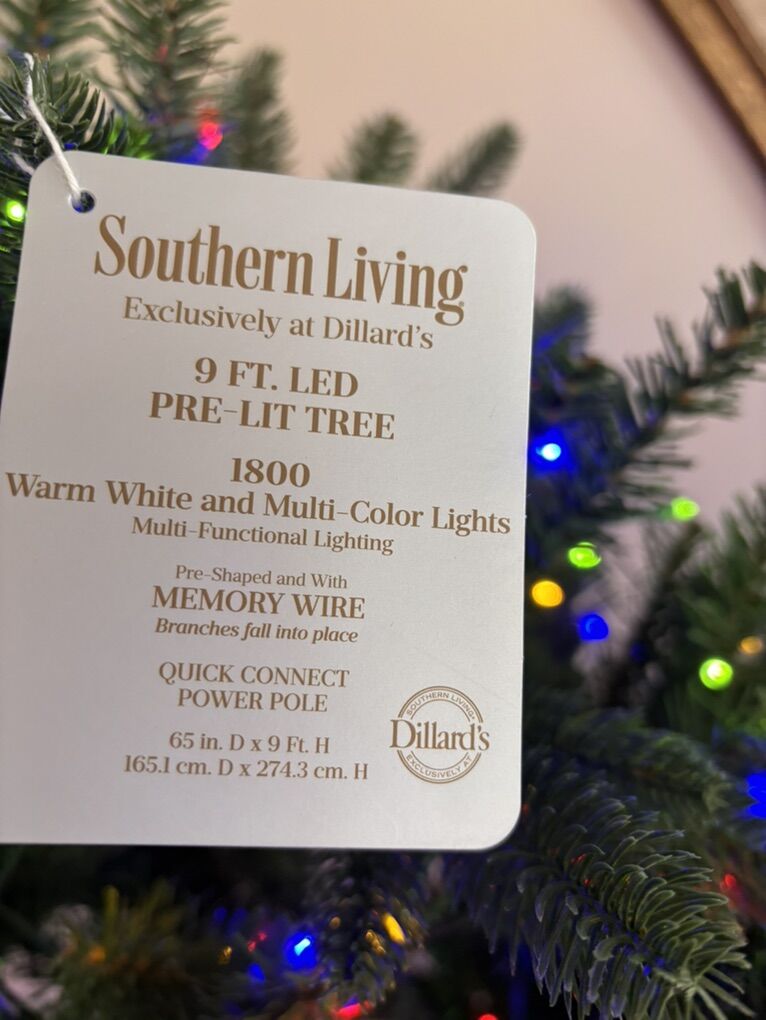 Southern Living
Exclusively at Dillard's
9 FT. LED
PRE-LIT TREE
1800
Warm White and Multi-Color Lights
Multi-Functional Lighting
Pre-Shaped and With
MEMORY WIRE
Branches fall into place
QUICK CONNECT
POWER POLE
65 in. D x 9 Ft. H
165.1 cm. D x 274.3 cm. H
SOUTHERN LIVING
Dillard's
EXCLUSIVELY AT